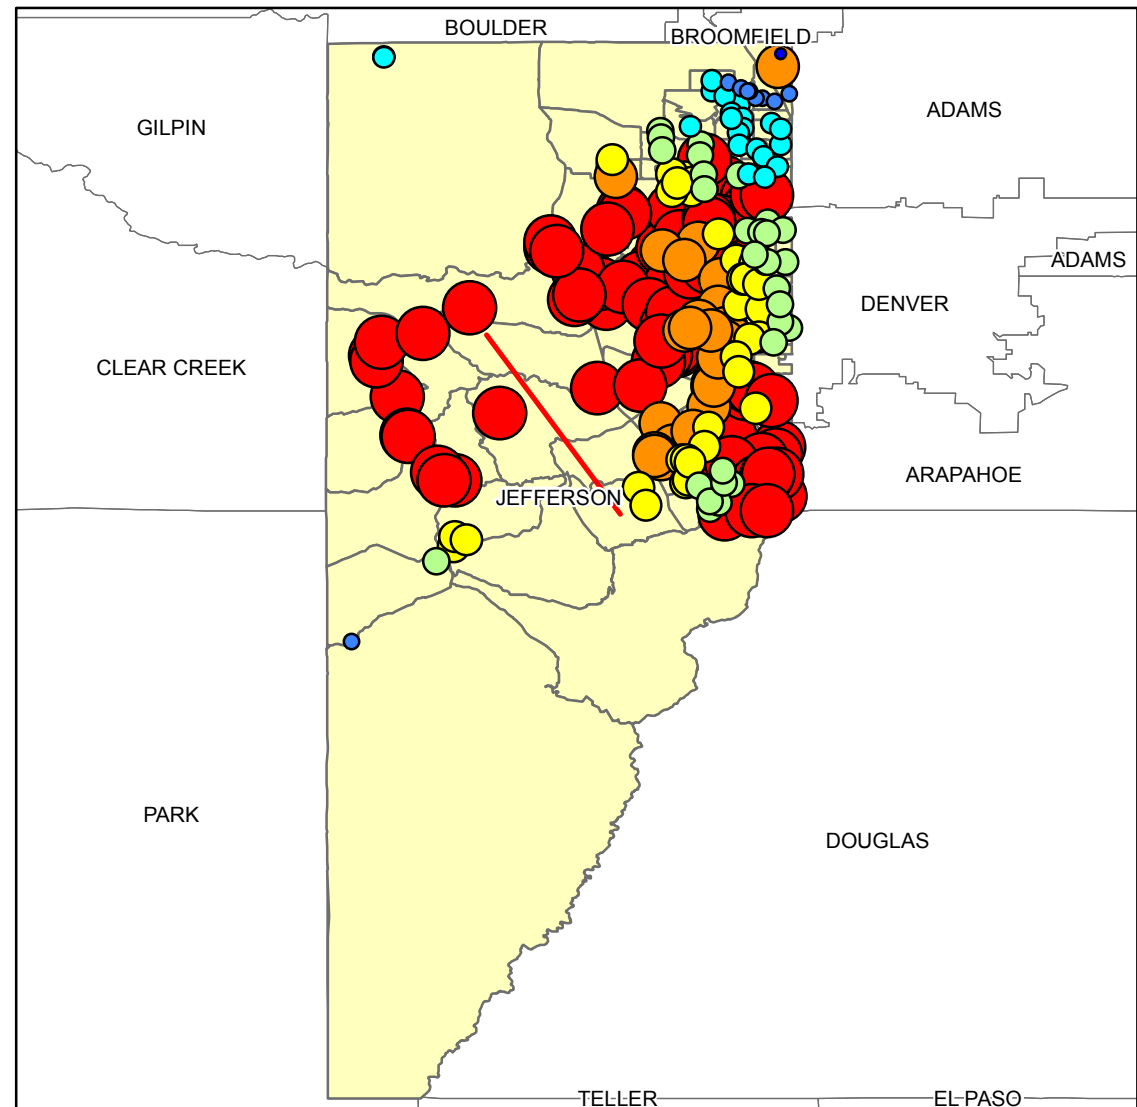 BOULDER
BROOMFIELD
ADAMS
GILPIN
ADAMS
DENVER
CLEAR CREEK
ARAPAHOE
JEFFERSON
PARK
DOUGLAS
TELLER
EL PASO